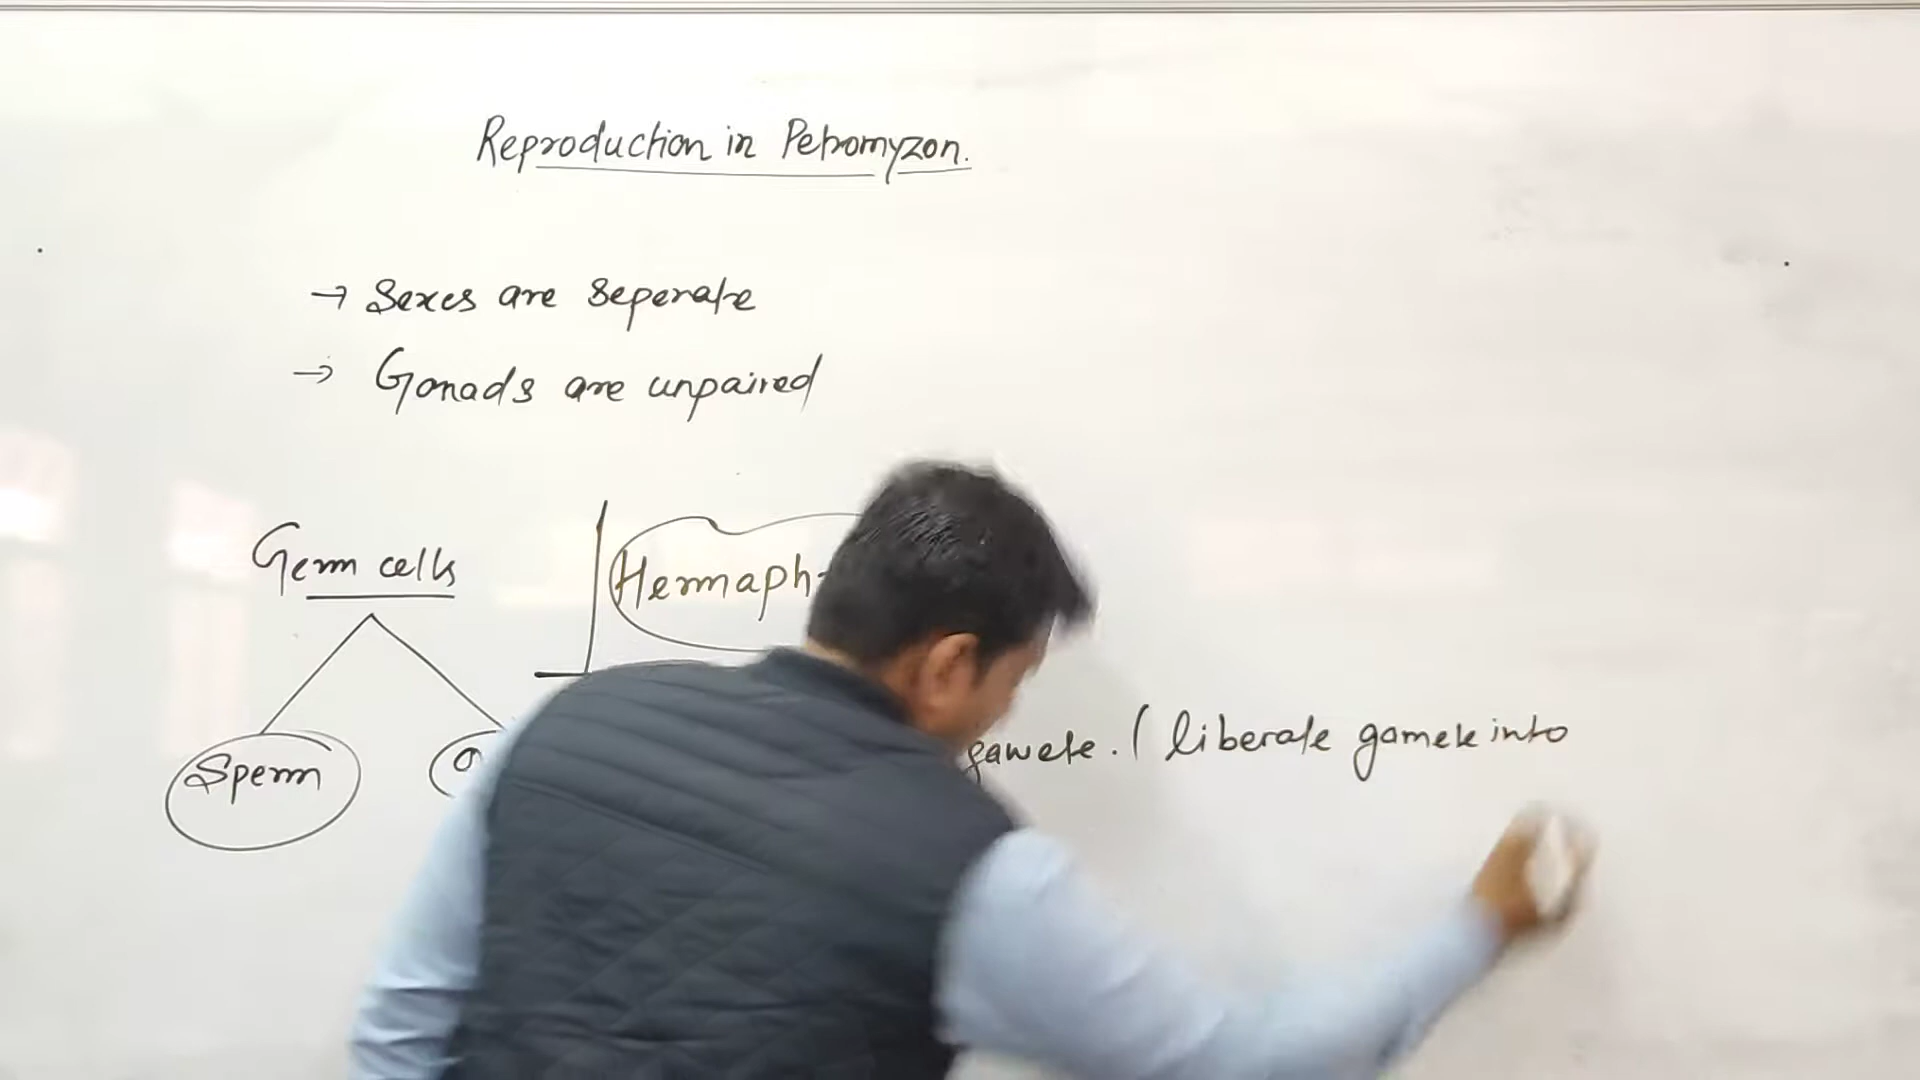 Reproduction in Petromyzon.
→ Sexes are seperate
→ Gonads are unpaired
Germ cells
Hermaph
Sperm
gamete. ( liberate gamete into